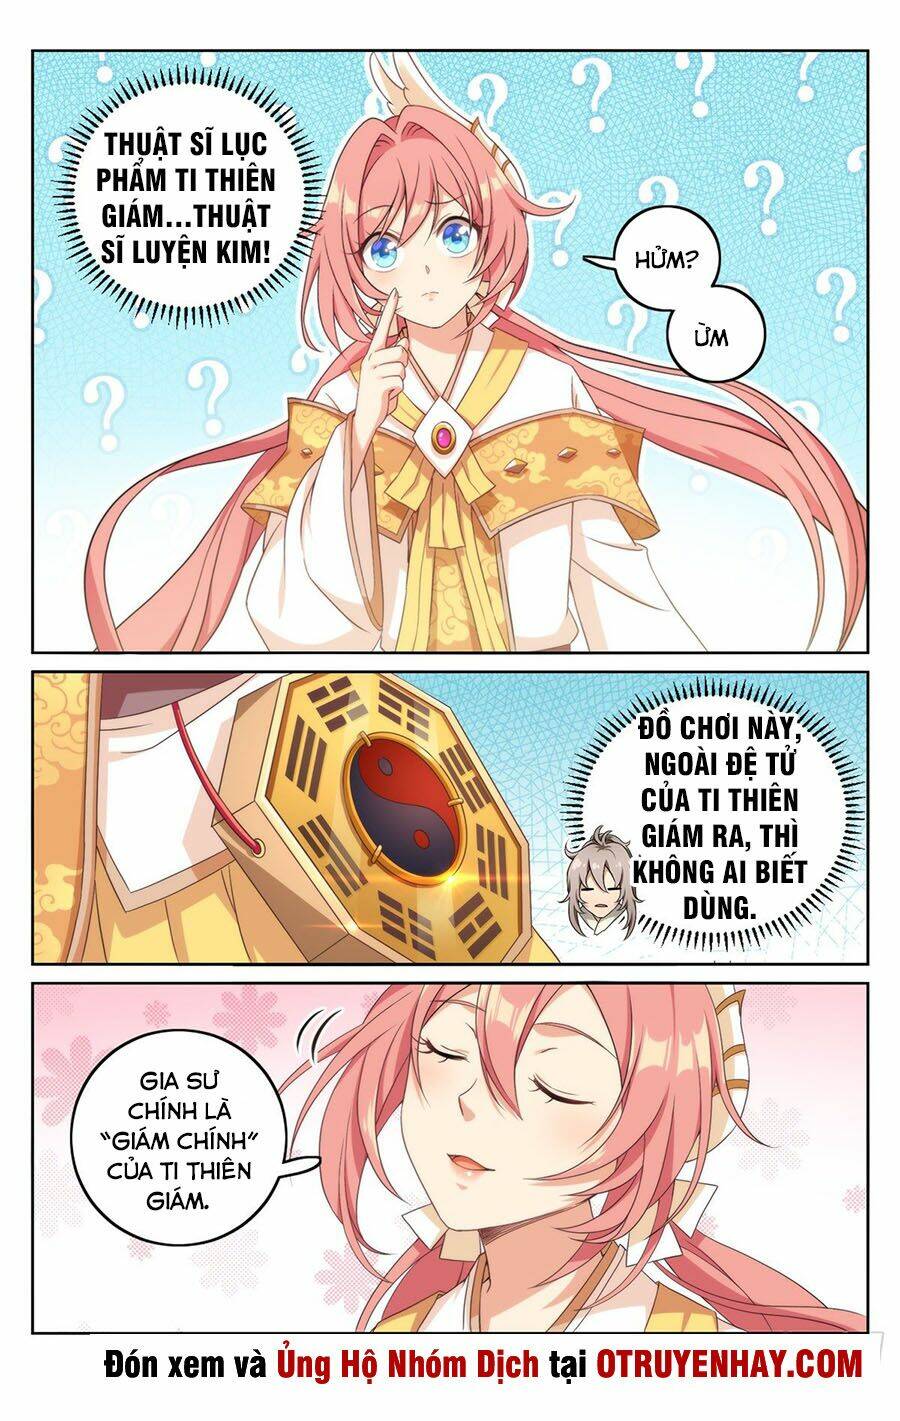 THUẬT SĨ LỤC
PHẨM TI THIÊN
GIÁM...THUẬT
SĨ LUYỆN KIM!
HỬM?
ỪM
ĐỒ CHƠI NÀY,
NGOÀI ĐỆ TỬ
CỦA TI THIÊN
GIÁM RA, THÌ
KHÔNG AI BIẾT
DÙNG.
GIA SƯ
CHÍNH LÀ
"GIÁM CHÍNH"
CỦA TI THIÊN
GIÁM.
Đón xem và Ủng Hộ Nhóm Dịch tại OTRUYENHAY.COM